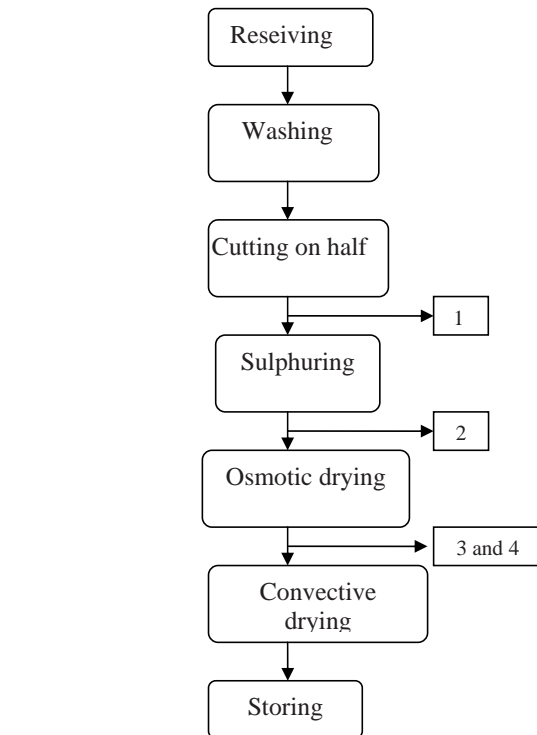 Reseiving
Washing
Cutting on half
1
Sulphuring
2
Osmotic drying
3 and 4
Convective
drying
Storing